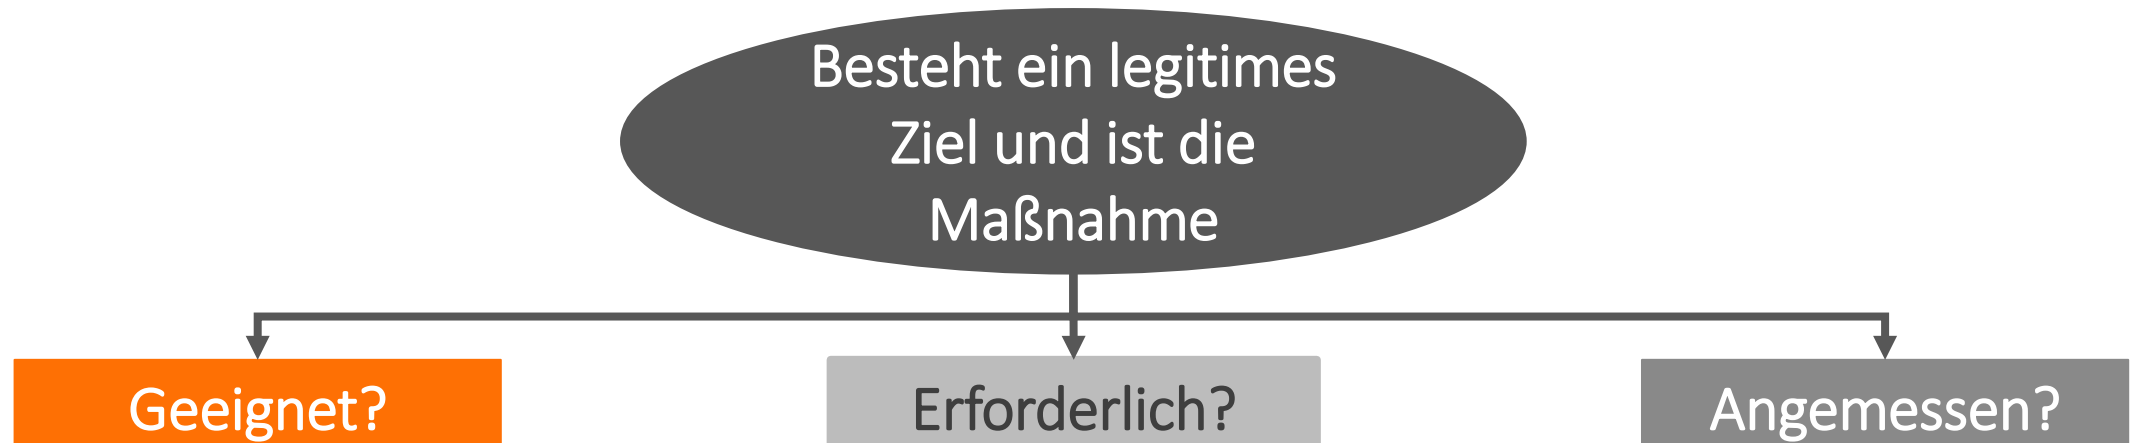 Besteht ein legitimes
Ziel und ist die
Maßnahme
Geeignet?
Erforderlich?
Angemessen?